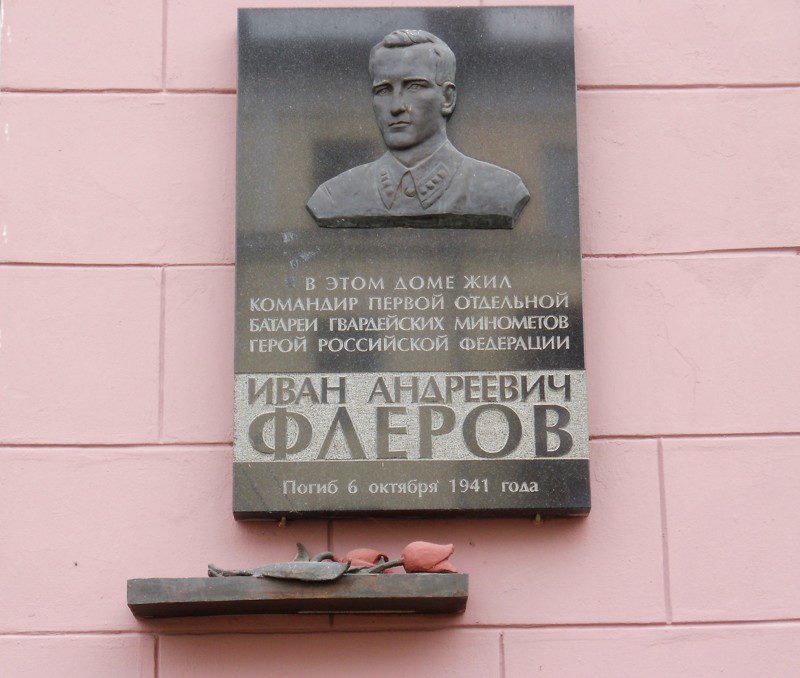 В ЭТОМ ДОМЕ ЖИЛ
КОМАНДИР ПЕРВОЙ ОТДЕЛЬНОЙ
БАТАРЕИ ГВАРДЕЙСКИХ МИНОМЕТОВ
ГЕРОЙ РОССИЙСКОЙ ФЕДЕРАЦИИ
ИВАН АНДРЕЕВИЧ
ФЛЕРОВ
Погиб 6 октября 1941 года